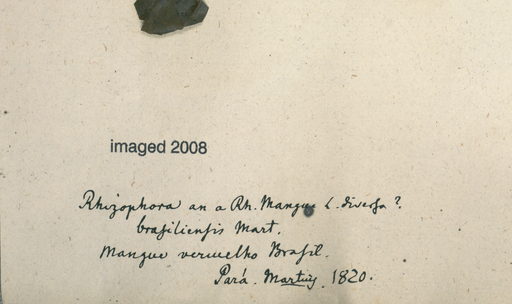 imaged 2008
Rhizophora an a Rh. Mangue L. diversa ?
brasiliensis Mart.
Mangue vermelho Brasil.
Pará. Martius 1820.